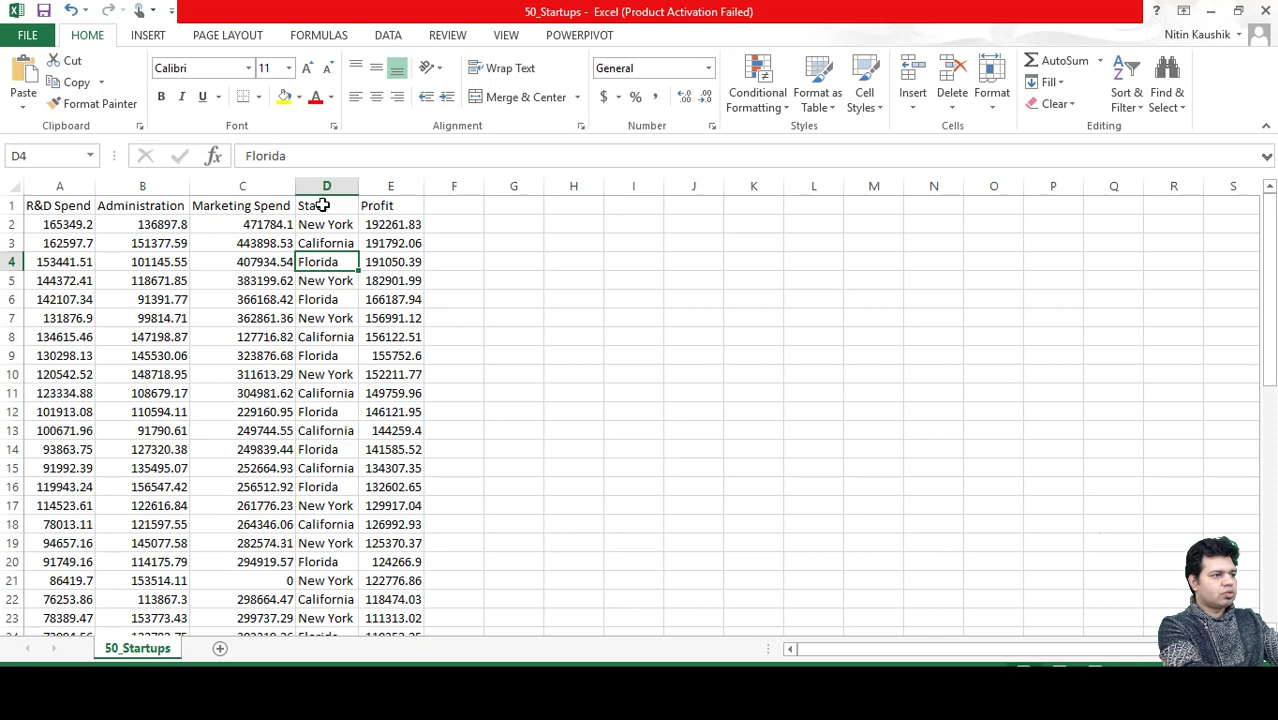 50_Startups - Excel (Product Activation Failed)
?
FILE HOME INSERT PAGE LAYOUT FORMULAS DATA REVIEW VIEW POWERPIVOT Nitin Kaushik
Paste
Cut
Copy
Format Painter
Calibri 11
B I U A
Wrap Text
Merge & Center
General
$ % ,
Conditional Formatting
Format as Table
Cell Styles
Insert
Delete
Format
AutoSum
Fill
Clear
Sort & Filter
Find & Select
Clipboard Font Alignment Number Styles Cells Editing
D4 fx Florida
A B C D E F G H I J K L M N O P Q R S
1 R&D Spend Administration Marketing Spend Sta Profit
2 165349.2 136897.8 471784.1 New York 192261.83
3 162597.7 151377.59 443898.53 California 191792.06
4 153441.51 101145.55 407934.54 Florida 191050.39
5 144372.41 118671.85 383199.62 New York 182901.99
6 142107.34 91391.77 366168.42 Florida 166187.94
7 131876.9 99814.71 362861.36 New York 156991.12
8 134615.46 147198.87 127716.82 California 156122.51
9 130298.13 145530.06 323876.68 Florida 155752.6
10 120542.52 148718.95 311613.29 New York 152211.77
11 123334.88 108679.17 304981.62 California 149759.96
12 101913.08 110594.11 229160.95 Florida 146121.95
13 100671.96 91790.61 249744.55 California 144259.4
14 93863.75 127320.38 249839.44 Florida 141585.52
15 91992.39 135495.07 252664.93 California 134307.35
16 119943.24 156547.42 256512.92 Florida 132602.65
17 114523.61 122616.84 261776.23 New York 129917.04
18 78013.11 121597.55 264346.06 California 126992.93
19 94657.16 145077.58 282574.31 New York 125370.37
20 91749.16 114175.79 294919.57 Florida 124266.9
21 86419.7 153514.11 0 New York 122776.86
22 76253.86 113867.3 298664.47 California 118474.03
23 78389.47 153773.43 299737.29 New York 111313.02
50_Startups